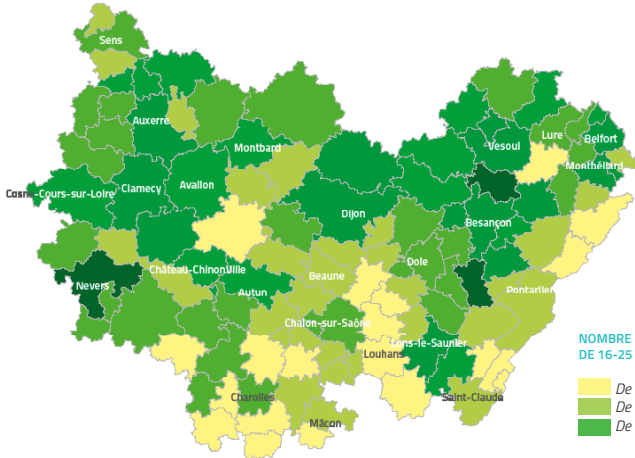 Sens
Auxerre
Montbard
Vesoul
Lure
Belfort
Montbéliard
Clamecy
Avallon
Cosne-Cours-sur-Loire
Dijon
Besançon
Château-Chinon
Dole
Nevers
Beaune
Autun
Pontarlier
Chalon-sur-Saône
Lons-le-Saunier
Louhans
NOMBRE
DE 16-25
Charolles
Saint-Claude
De
De
De
Mâcon